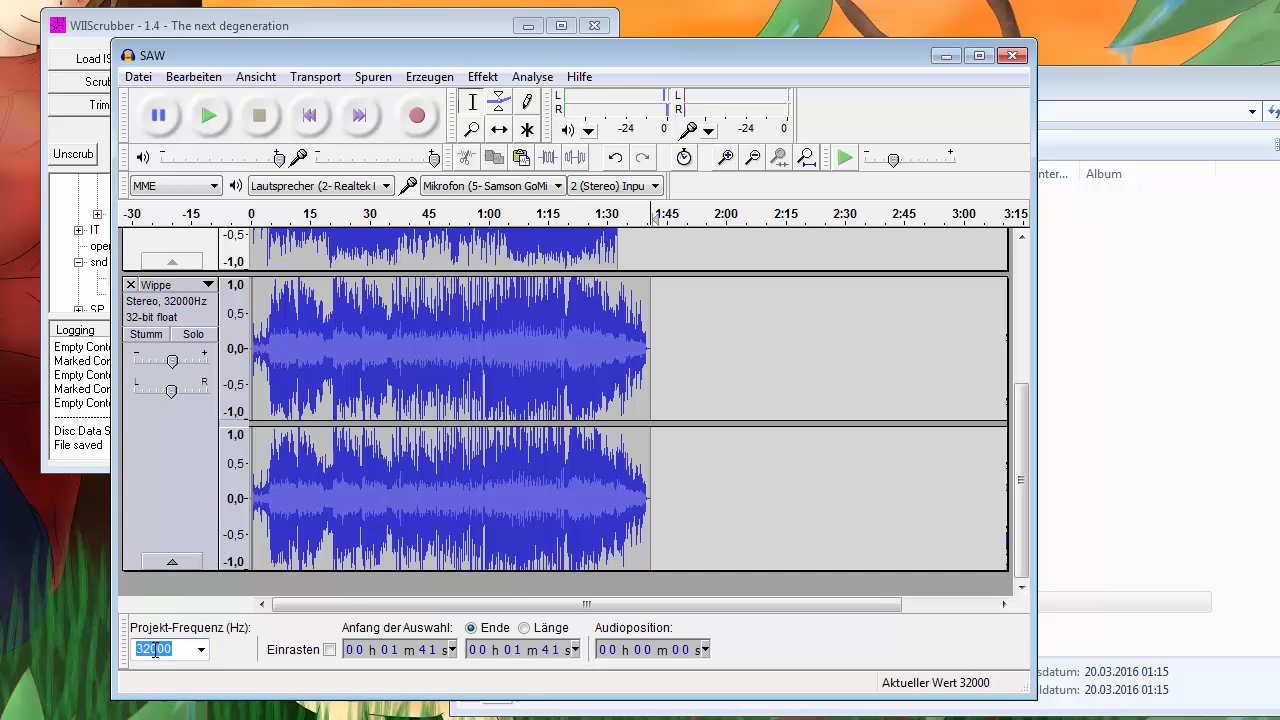 WIIScrubber - 1.4 - The next degeneration
Load IS
Scrub
Trim
Unscrub
IT
oper
snd
SP
Logging
Empty Conte
Marked Con
Empty Conte
Marked Con
Empty Conte
Disc Data S
File saved
SAW
Datei Bearbeiten Ansicht Transport Spuren Erzeugen Effekt Analyse Hilfe
L
R
-24 0
L
R
-24 0
- +
- +
- +
MME
Lautsprecher (2- Realtek
Mikrofon (5- Samson GoMi
2 (Stereo) Inpu
-30 -15 0 15 30 45 1:00 1:15 1:30 1:45 2:00 2:15 2:30 2:45 3:00 3:15
-0,5
-1,0
Wippe
Stereo, 32000Hz
32-bit float
Stumm Solo
- +
L R
1,0
0,5
0,0-
-0,5
-1,0
1,0
0,5
0,0-
-0,5
-1,0
Projekt-Frequenz (Hz):
32000
Einrasten
Anfang der Auswahl:
00 h 01 m 41 s
Ende Länge
00 h 01 m 41 s
Audioposition:
00 h 00 m 00 s
Aktueller Wert 32000
nter... Album
sdatum: 20.03.2016 01:15
ldatum: 20.03.2016 01:15